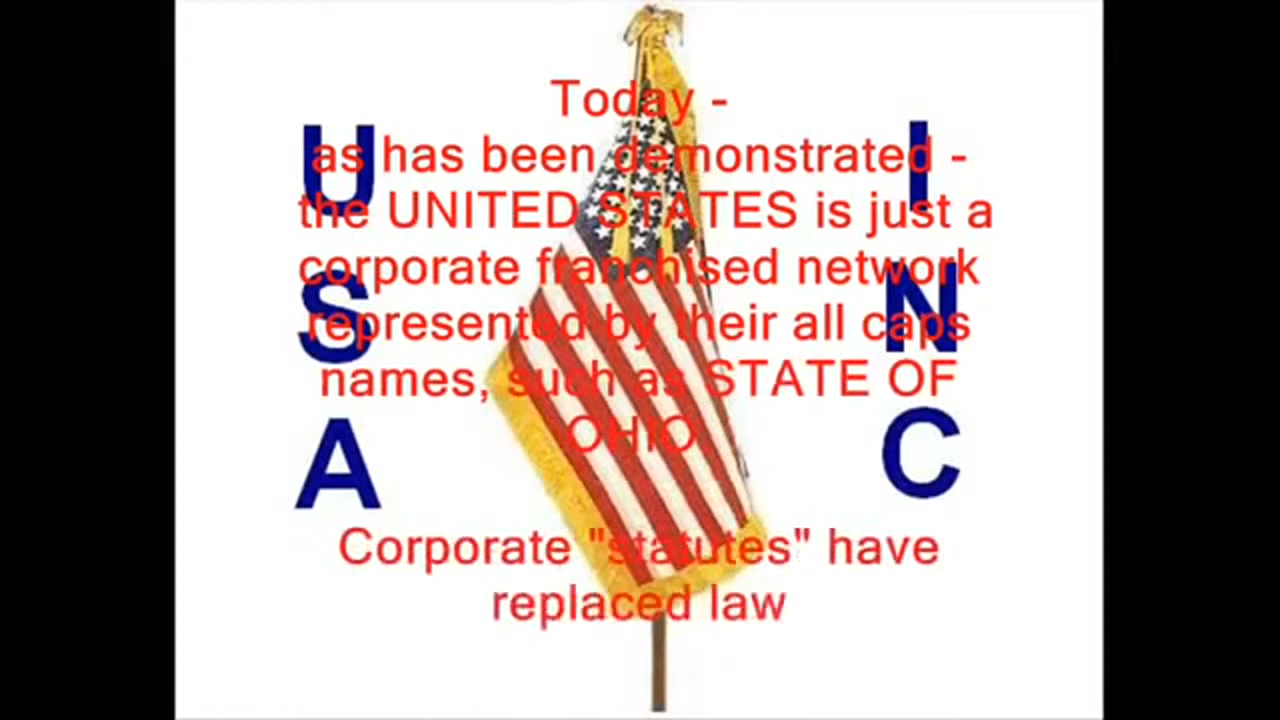 Today -
as has been demonstrated -
the UNITED STATES is just a
corporate franchised network
represented by their all caps
names, such as STATE OF
OHIO
Corporate "statutes" have
replaced law
U
S
A
I
N
C